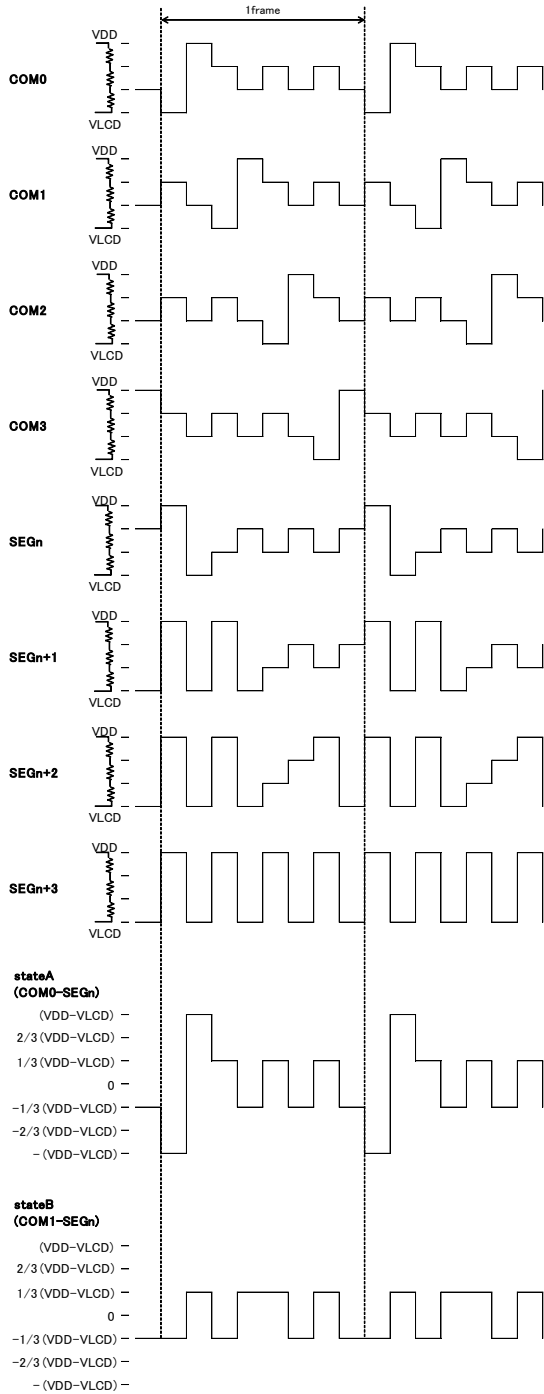 1frame
VDD
COM0
VLCD
VDD
COM1
VLCD
VDD
COM2
VLCD
VDD
COM3
VLCD
VDD
SEGn
VLCD
VDD
SEGn+1
VLCD
VDD
SEGn+2
VLCD
VDD
SEGn+3
VLCD
stateA
(COM0-SEGn)
(VDD-VLCD)
2/3(VDD-VLCD)
1/3(VDD-VLCD)
0
-1/3(VDD-VLCD)
-2/3(VDD-VLCD)
-(VDD-VLCD)
stateB
(COM1-SEGn)
(VDD-VLCD)
2/3(VDD-VLCD)
1/3(VDD-VLCD)
0
-1/3(VDD-VLCD)
-2/3(VDD-VLCD)
-(VDD-VLCD)